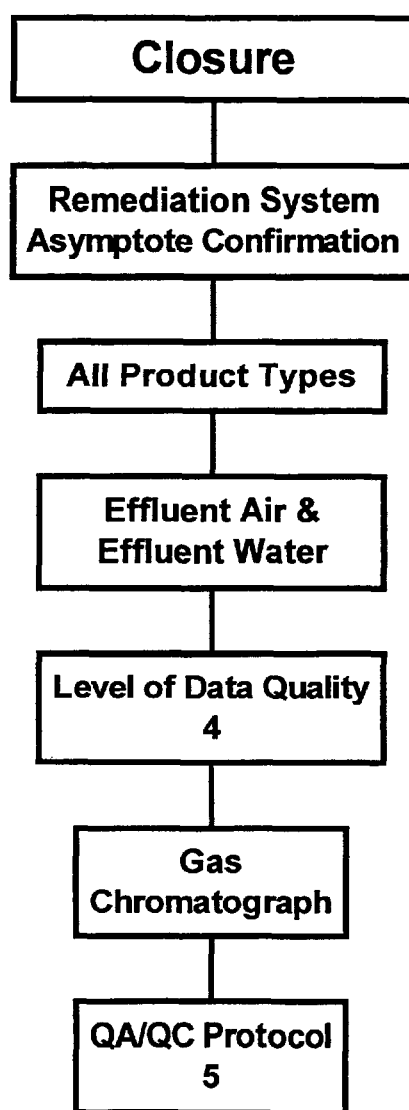 Closure
Remediation System
Asymptote Confirmation
All Product Types
Effluent Air &
Effluent Water
Level of Data Quality
4
Gas
Chromatograph
QA/QC Protocol
5